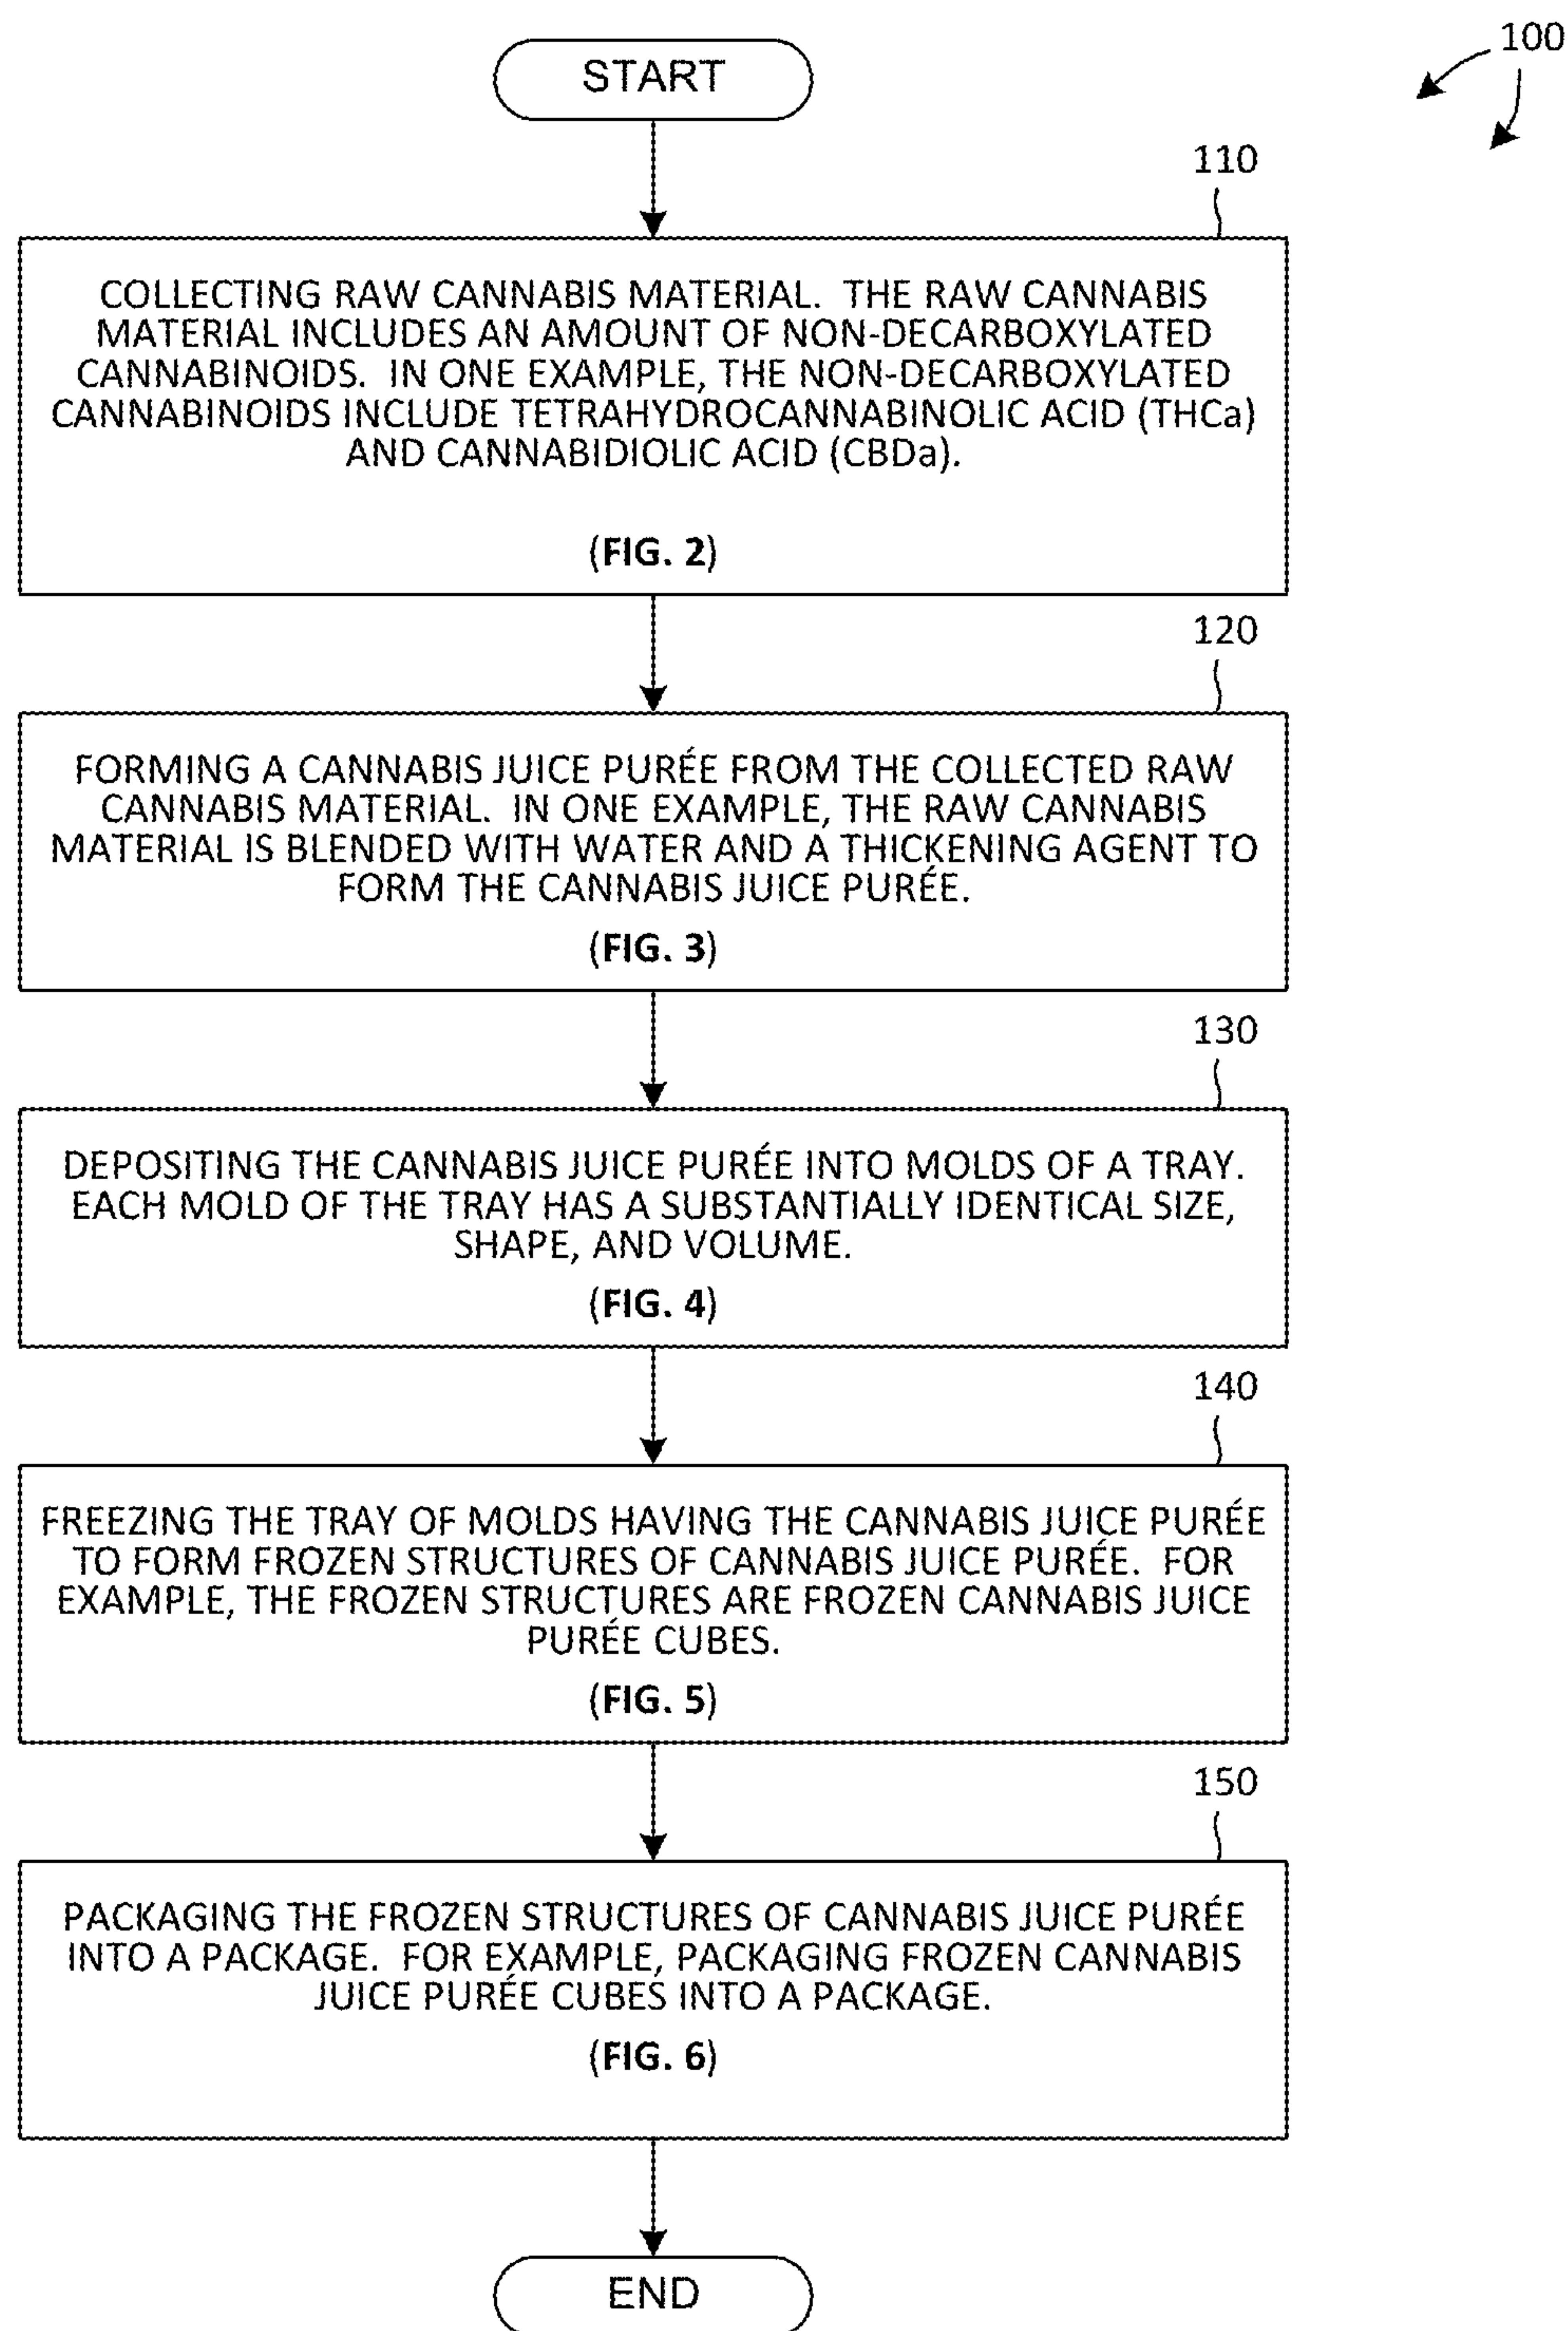 START
100
110
COLLECTING RAW CANNABIS MATERIAL. THE RAW CANNABIS
MATERIAL INCLUDES AN AMOUNT OF NON-DECARBOXYLATED
CANNABINOIDS. IN ONE EXAMPLE, THE NON-DECARBOXYLATED
CANNABINOIDS INCLUDE TETRAHYDROCANNABINOLIC ACID (THCa)
AND CANNABIDIOLIC ACID (CBDa).
(FIG. 2)
120
FORMING A CANNABIS JUICE PURÉE FROM THE COLLECTED RAW
CANNABIS MATERIAL. IN ONE EXAMPLE, THE RAW CANNABIS
MATERIAL IS BLENDED WITH WATER AND A THICKENING AGENT TO
FORM THE CANNABIS JUICE PURÉE.
(FIG. 3)
130
DEPOSITING THE CANNABIS JUICE PURÉE INTO MOLDS OF A TRAY.
EACH MOLD OF THE TRAY HAS A SUBSTANTIALLY IDENTICAL SIZE,
SHAPE, AND VOLUME.
(FIG. 4)
140
FREEZING THE TRAY OF MOLDS HAVING THE CANNABIS JUICE PURÉE
TO FORM FROZEN STRUCTURES OF CANNABIS JUICE PURÉE. FOR
EXAMPLE, THE FROZEN STRUCTURES ARE FROZEN CANNABIS JUICE
PURÉE CUBES.
(FIG. 5)
150
PACKAGING THE FROZEN STRUCTURES OF CANNABIS JUICE PURÉE
INTO A PACKAGE. FOR EXAMPLE, PACKAGING FROZEN CANNABIS
JUICE PURÉE CUBES INTO A PACKAGE.
(FIG. 6)
END